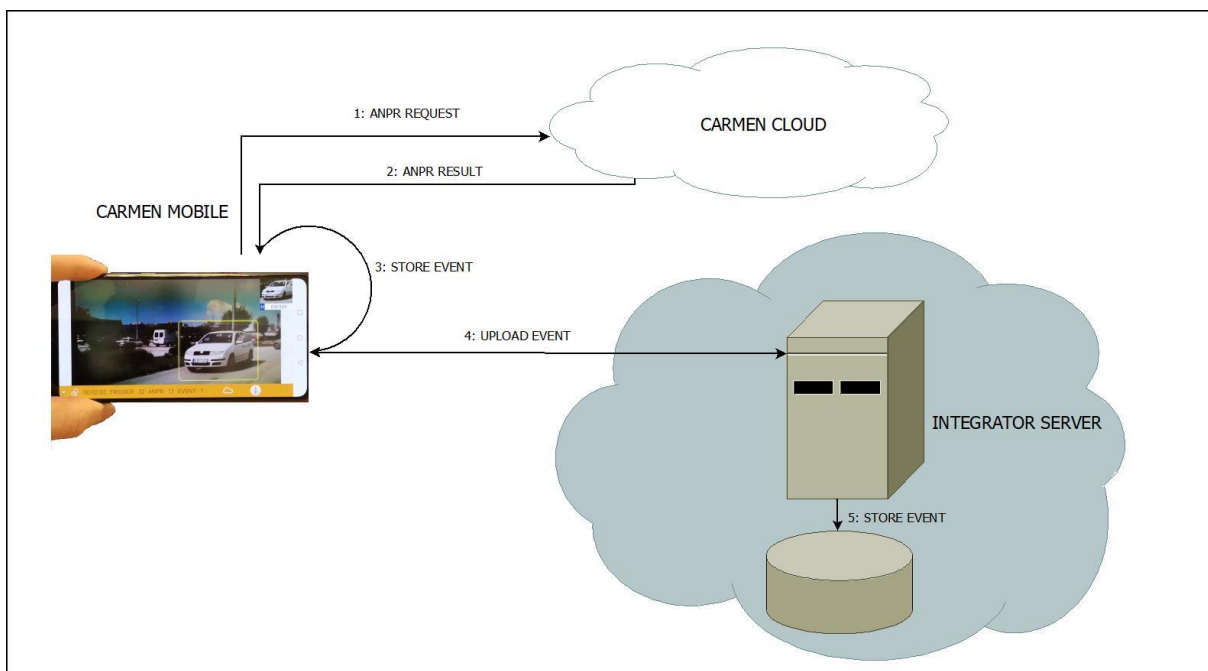 1: ANPR REQUEST
CARMEN CLOUD
2: ANPR RESULT
CARMEN MOBILE
3: STORE EVENT
4: UPLOAD EVENT
INTEGRATOR SERVER
5: STORE EVENT